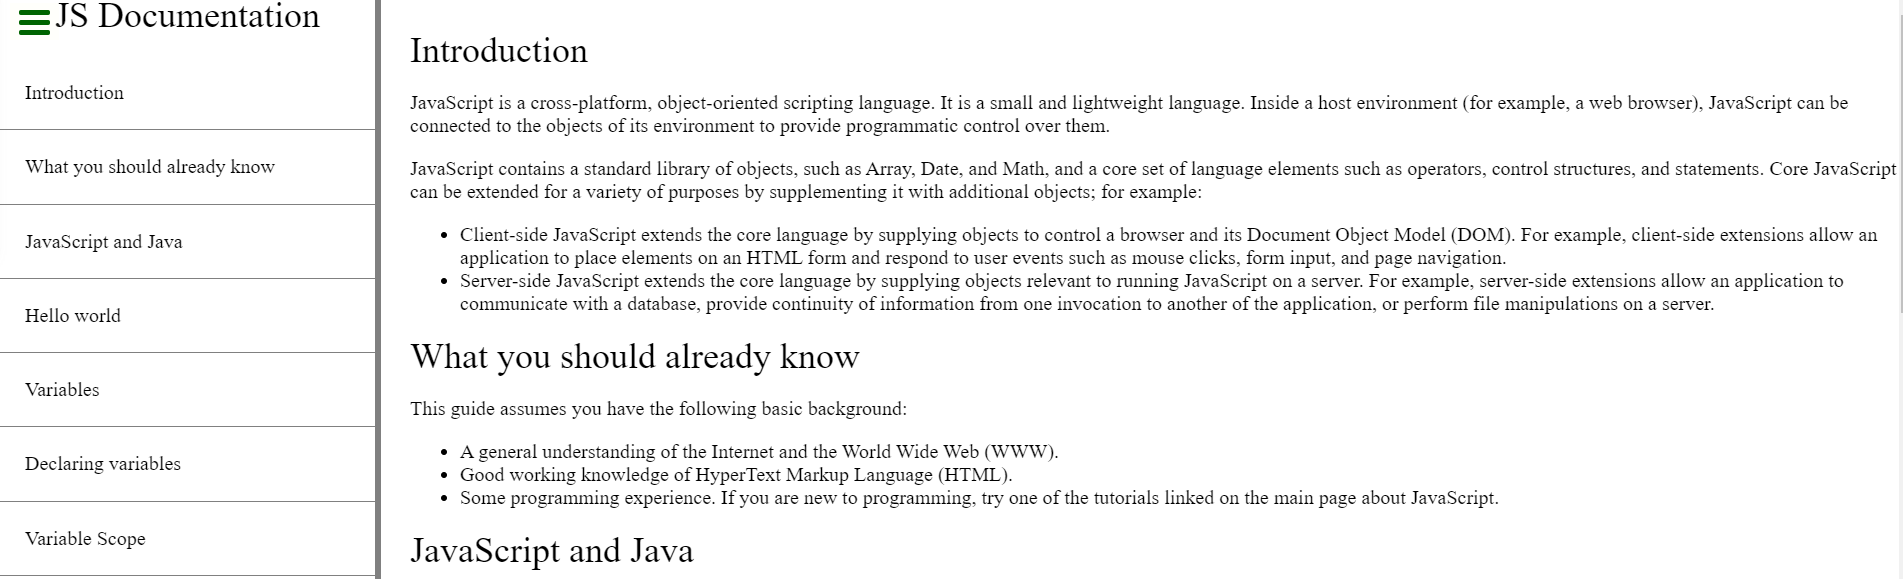 JS Documentation
Introduction
What you should already know
JavaScript and Java
Hello world
Variables
Declaring variables
Variable Scope
Introduction
JavaScript is a cross-platform, object-oriented scripting language. It is a small and lightweight language. Inside a host environment (for example, a web browser), JavaScript can be
connected to the objects of its environment to provide programmatic control over them.
JavaScript contains a standard library of objects, such as Array, Date, and Math, and a core set of language elements such as operators, control structures, and statements. Core JavaScript
can be extended for a variety of purposes by supplementing it with additional objects; for example:
• Client-side JavaScript extends the core language by supplying objects to control a browser and its Document Object Model (DOM). For example, client-side extensions allow an
application to place elements on an HTML form and respond to user events such as mouse clicks, form input, and page navigation.
• Server-side JavaScript extends the core language by supplying objects relevant to running JavaScript on a server. For example, server-side extensions allow an application to
communicate with a database, provide continuity of information from one invocation to another of the application, or perform file manipulations on a server.
What you should already know
This guide assumes you have the following basic background:
• A general understanding of the Internet and the World Wide Web (WWW).
• Good working knowledge of HyperText Markup Language (HTML).
• Some programming experience. If you are new to programming, try one of the tutorials linked on the main page about JavaScript.
JavaScript and Java